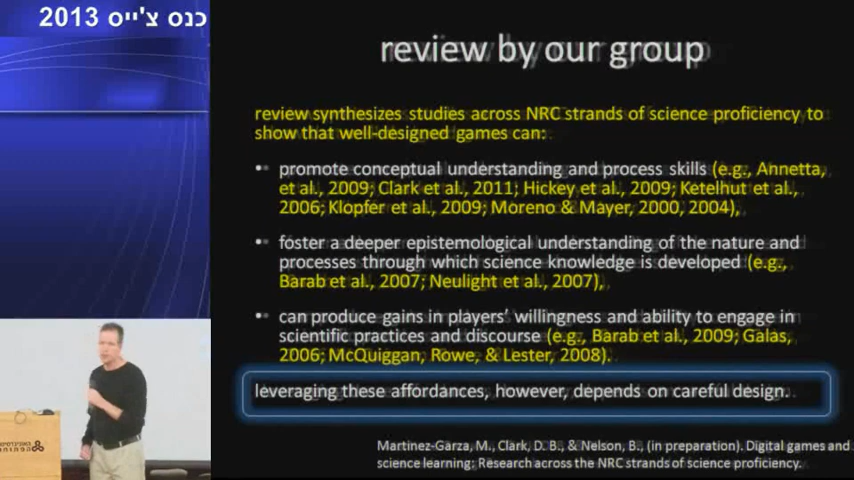 כנס צ'ייס 2013
review by our group
review synthesizes studies across NRC strands of science proficiency to
show that well-designed games can:
•• promote conceptual understanding and process skills (e.g., Annetta,
et al., 2009; Clark et al., 2011; Hickey et al., 2009; Ketelhut et al.,
2006; Klopfer et al., 2009; Moreno & Mayer, 2000, 2004),
•• foster a deeper epistemological understanding of the nature and
processes through which science knowledge is developed (e.g.,
Barab et al., 2007; Neulight et al., 2007),
•• can produce gains in players' willingness and ability to engage in
scientific practices and discourse (e.g., Barab et al., 2009; Galas,
2006; McQuiggan, Rowe, & Lester, 2008).
leveraging these affordances, however, depends on careful design.
Martinez-Garza, M., Clark, D. B., & Nelson, B., (in preparation). Digital games and
science learning: Research across the NRC strands of science proficiency.